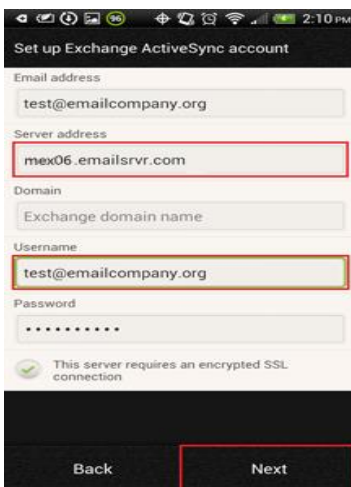 96 2:10 PM
Set up Exchange ActiveSync account
Email address
test@emailcompany.org
Server address
mex06.emailsrvr.com
Domain
Exchange domain name
Username
test@emailcompany.org
Password
••••••••••
This server requires an encrypted SSL
connection
Back Next